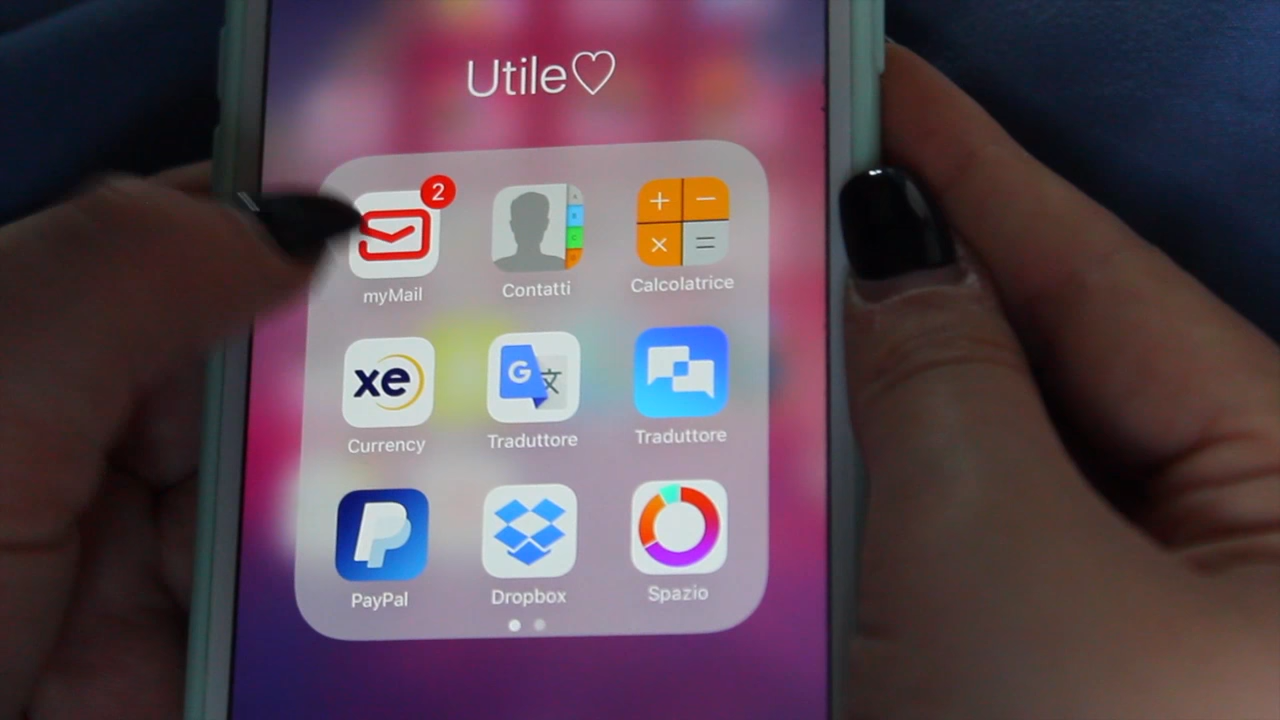 Utile♡
2
myMail
Contatti
Calcolatrice
xe
Currency
G 文
Traduttore
Traduttore
PayPal
Dropbox
Spazio